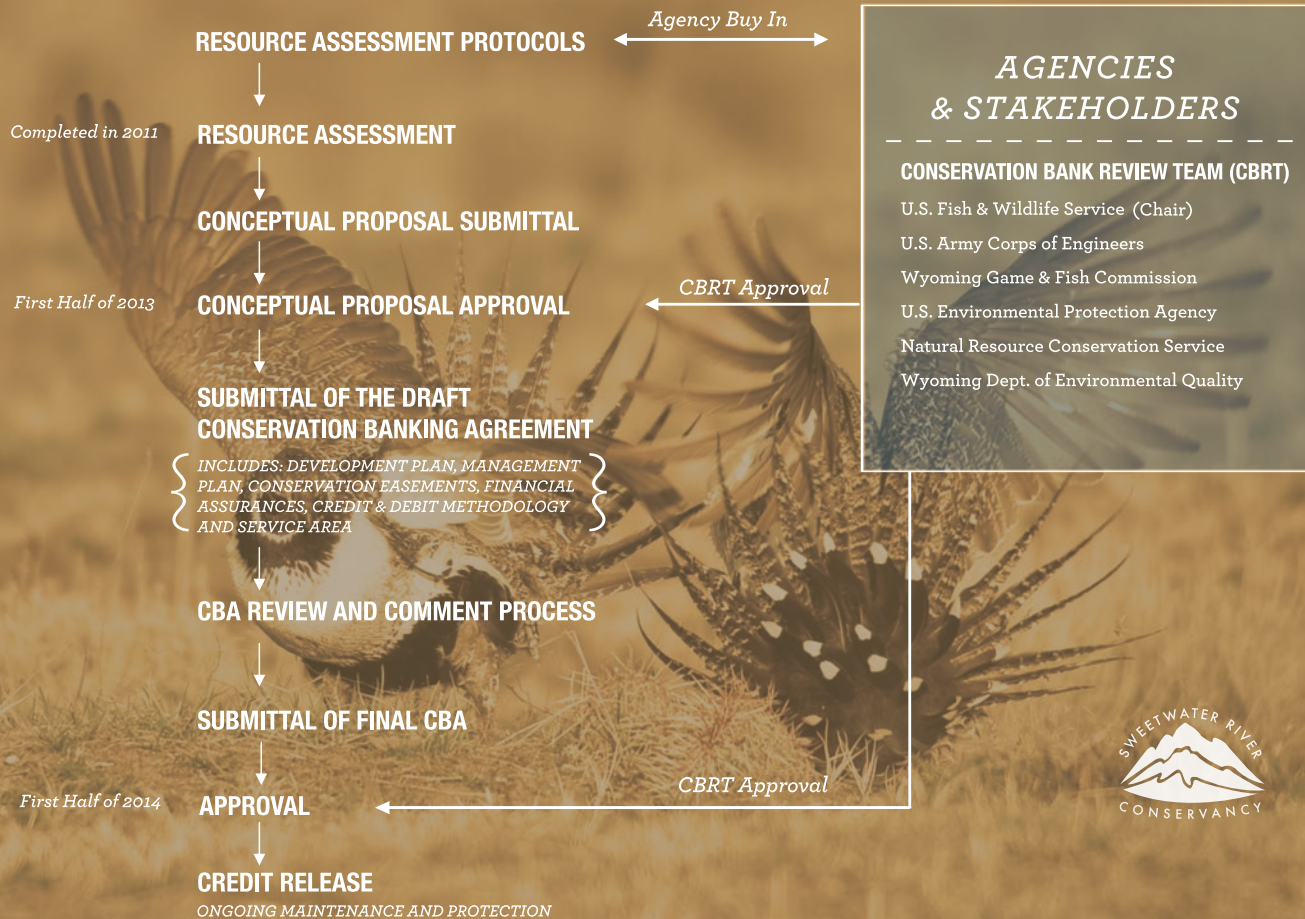 Agency Buy In
RESOURCE ASSESSMENT PROTOCOLS
Completed in 2011
RESOURCE ASSESSMENT
CONCEPTUAL PROPOSAL SUBMITTAL
First Half of 2013
CONCEPTUAL PROPOSAL APPROVAL
CBRT Approval
SUBMITTAL OF THE DRAFT
CONSERVATION BANKING AGREEMENT
INCLUDES: DEVELOPMENT PLAN, MANAGEMENT
PLAN, CONSERVATION EASEMENTS, FINANCIAL
ASSURANCES, CREDIT & DEBIT METHODOLOGY
AND SERVICE AREA
CBA REVIEW AND COMMENT PROCESS
SUBMITTAL OF FINAL CBA
First Half of 2014
APPROVAL
CBRT Approval
CREDIT RELEASE
ONGOING MAINTENANCE AND PROTECTION
AGENCIES
& STAKEHOLDERS
CONSERVATION BANK REVIEW TEAM (CBRT)
U.S. Fish & Wildlife Service (Chair)
U.S. Army Corps of Engineers
Wyoming Game & Fish Commission
U.S. Environmental Protection Agency
Natural Resource Conservation Service
Wyoming Dept. of Environmental Quality
SWEETWATER RIVER
CONSERVANCY